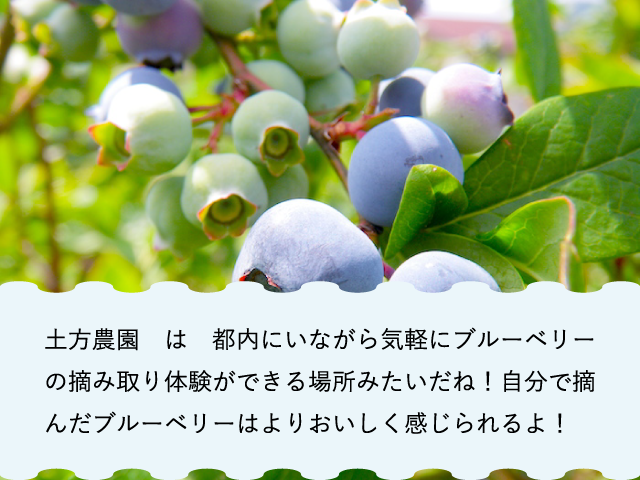 土方農園　は　都内にいながら気軽にブルーベリー
の摘み取り体験ができる場所みたいだね！自分で摘
んだブルーベリーはよりおいしく感じられるよ！